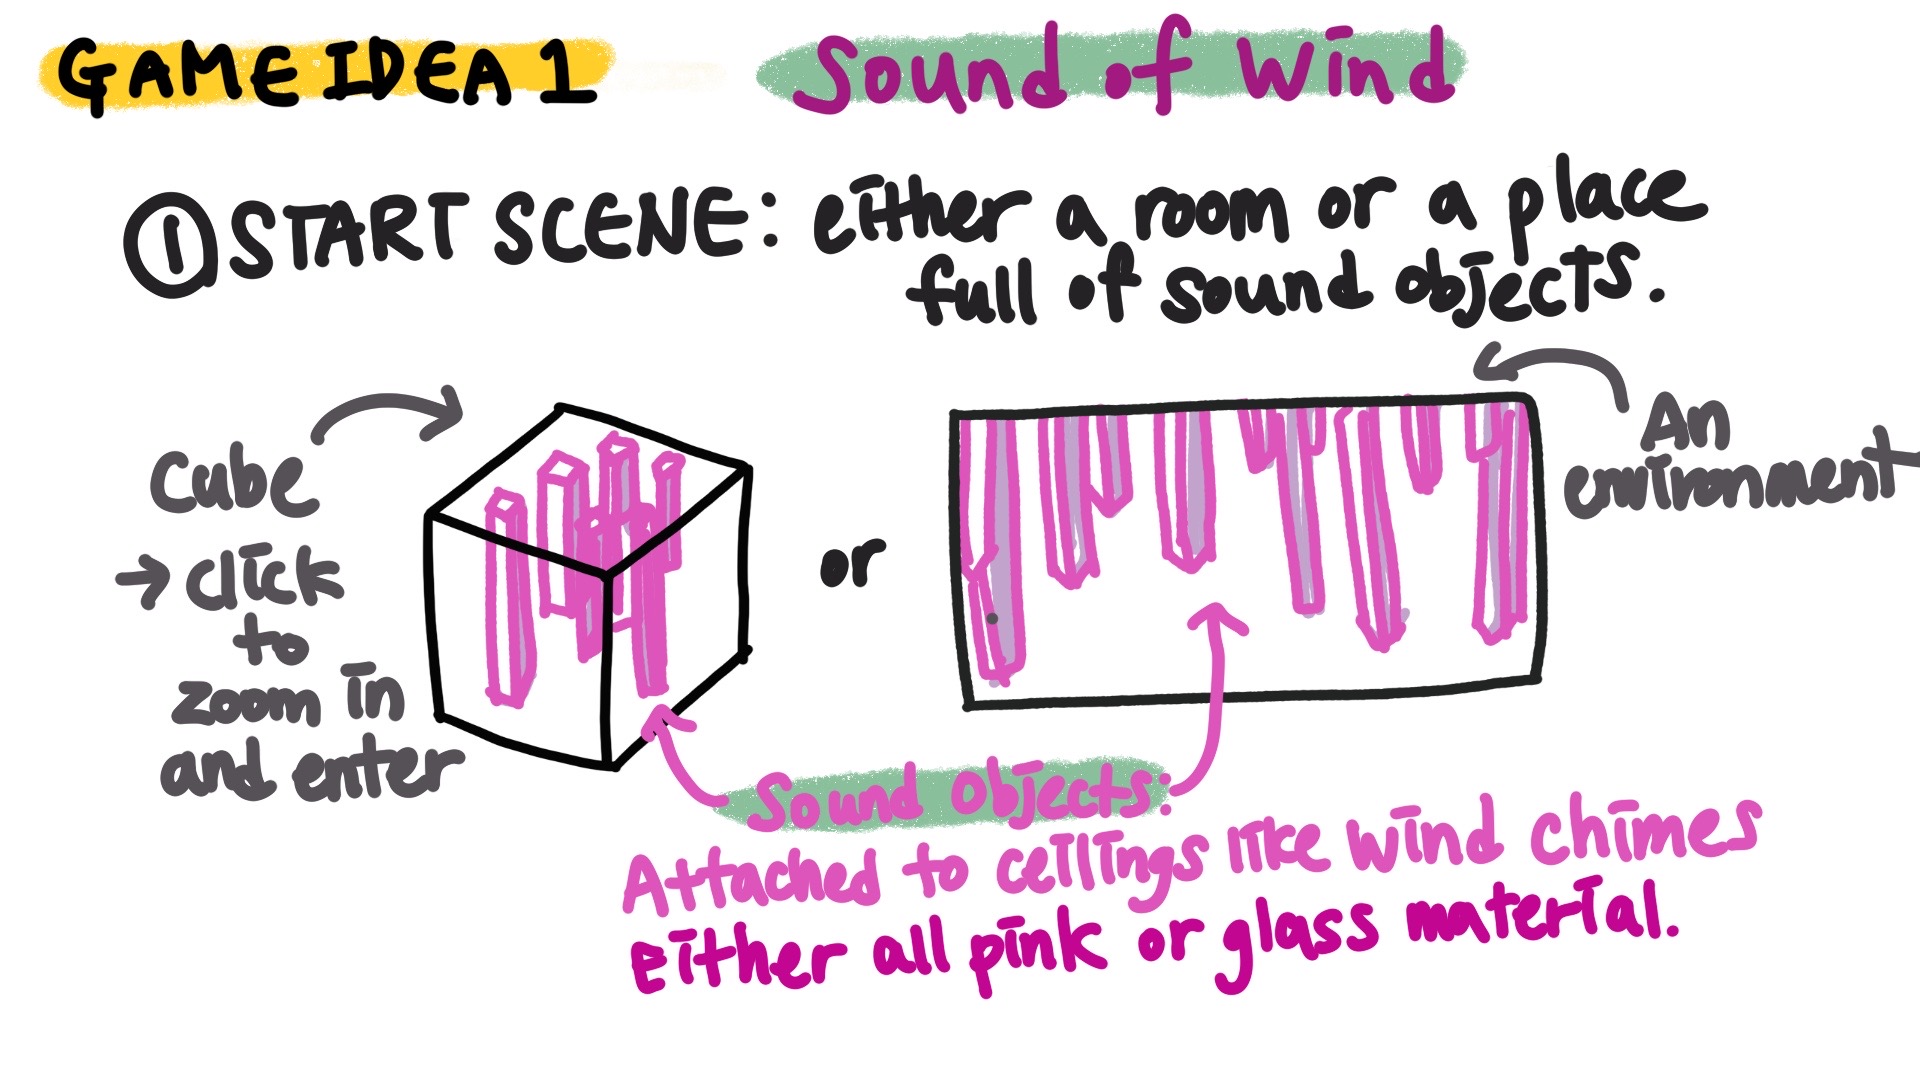 GAME IDEA 1
Sound of Wind
① START SCENE: either a room or a place
full of sound objects.
Cube
→ click
to
zoom in
and enter
or
An
environment
Sound Objects:
Attached to ceilings like wind chimes
Either all pink or glass material.